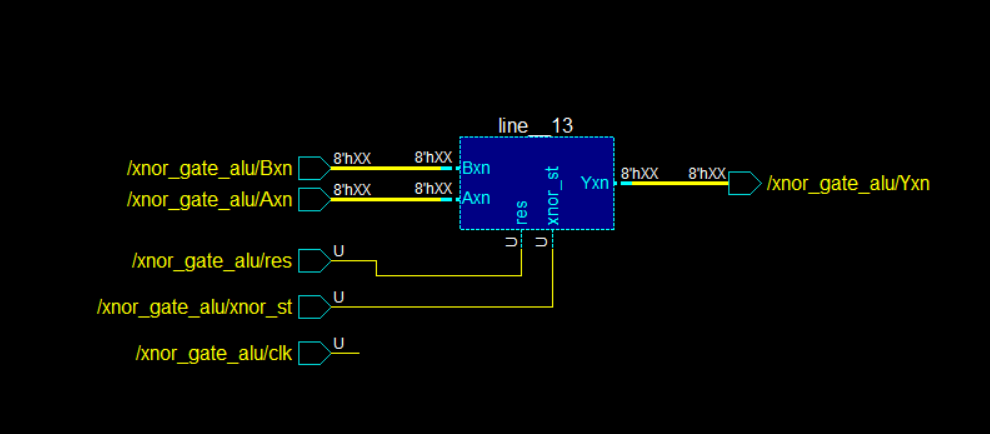 line__13
/xnor_gate_alu/Bxn 8'hXX 8'hXX Bxn
/xnor_gate_alu/Axn 8'hXX 8'hXX Axn
res
xnor_st
Yxn 8'hXX 8'hXX /xnor_gate_alu/Yxn
U U
/xnor_gate_alu/res U
/xnor_gate_alu/xnor_st U
/xnor_gate_alu/clk U